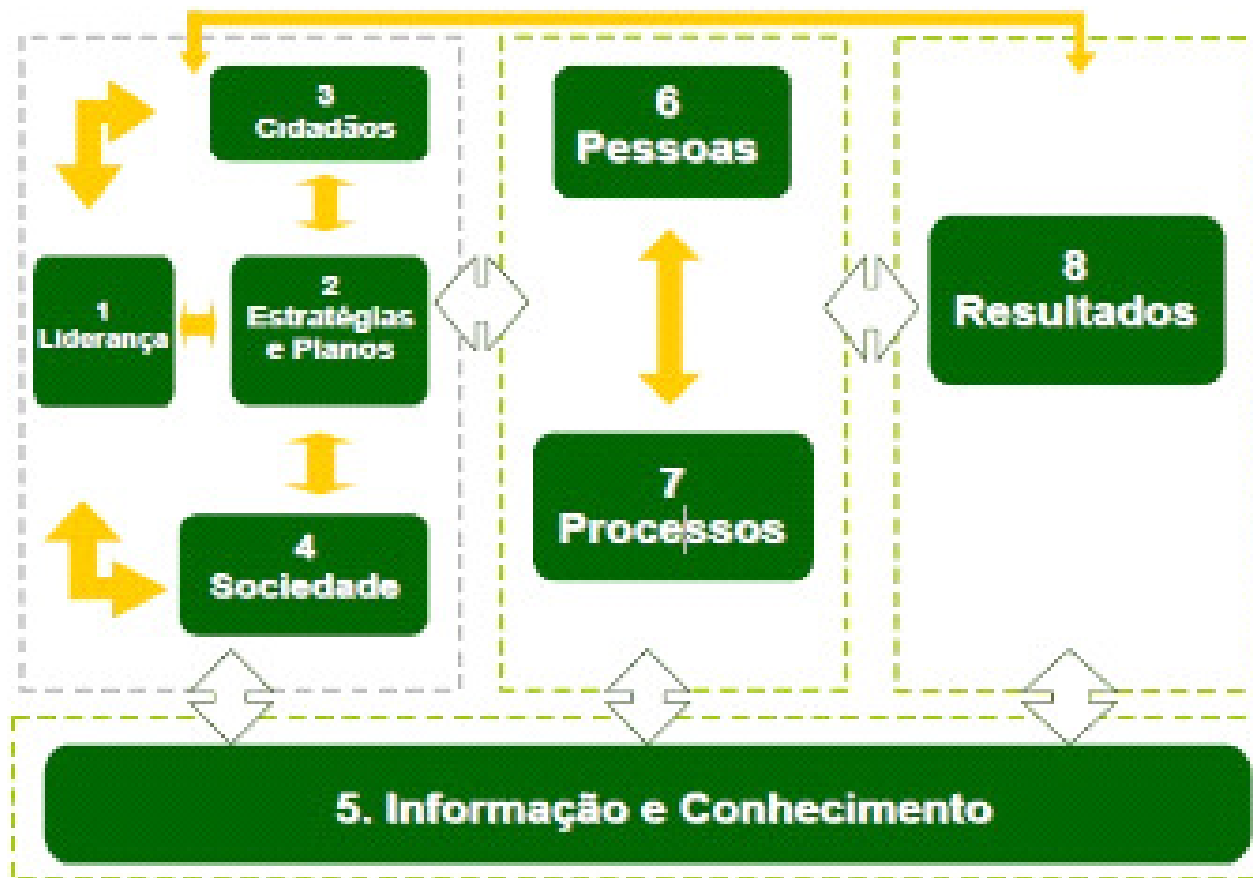 3
Cidadãos
1
Liderança
2
Estratégias
e Planos
4
Sociedade
6
Pessoas
7
Processos
8
Resultados
5. Informação e Conhecimento